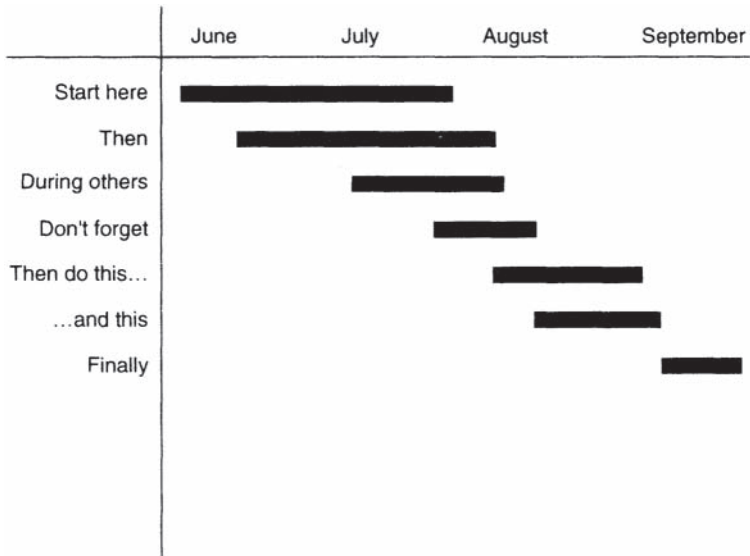 June July August September
Start here
Then
During others
Don't forget
Then do this...
...and this
Finally